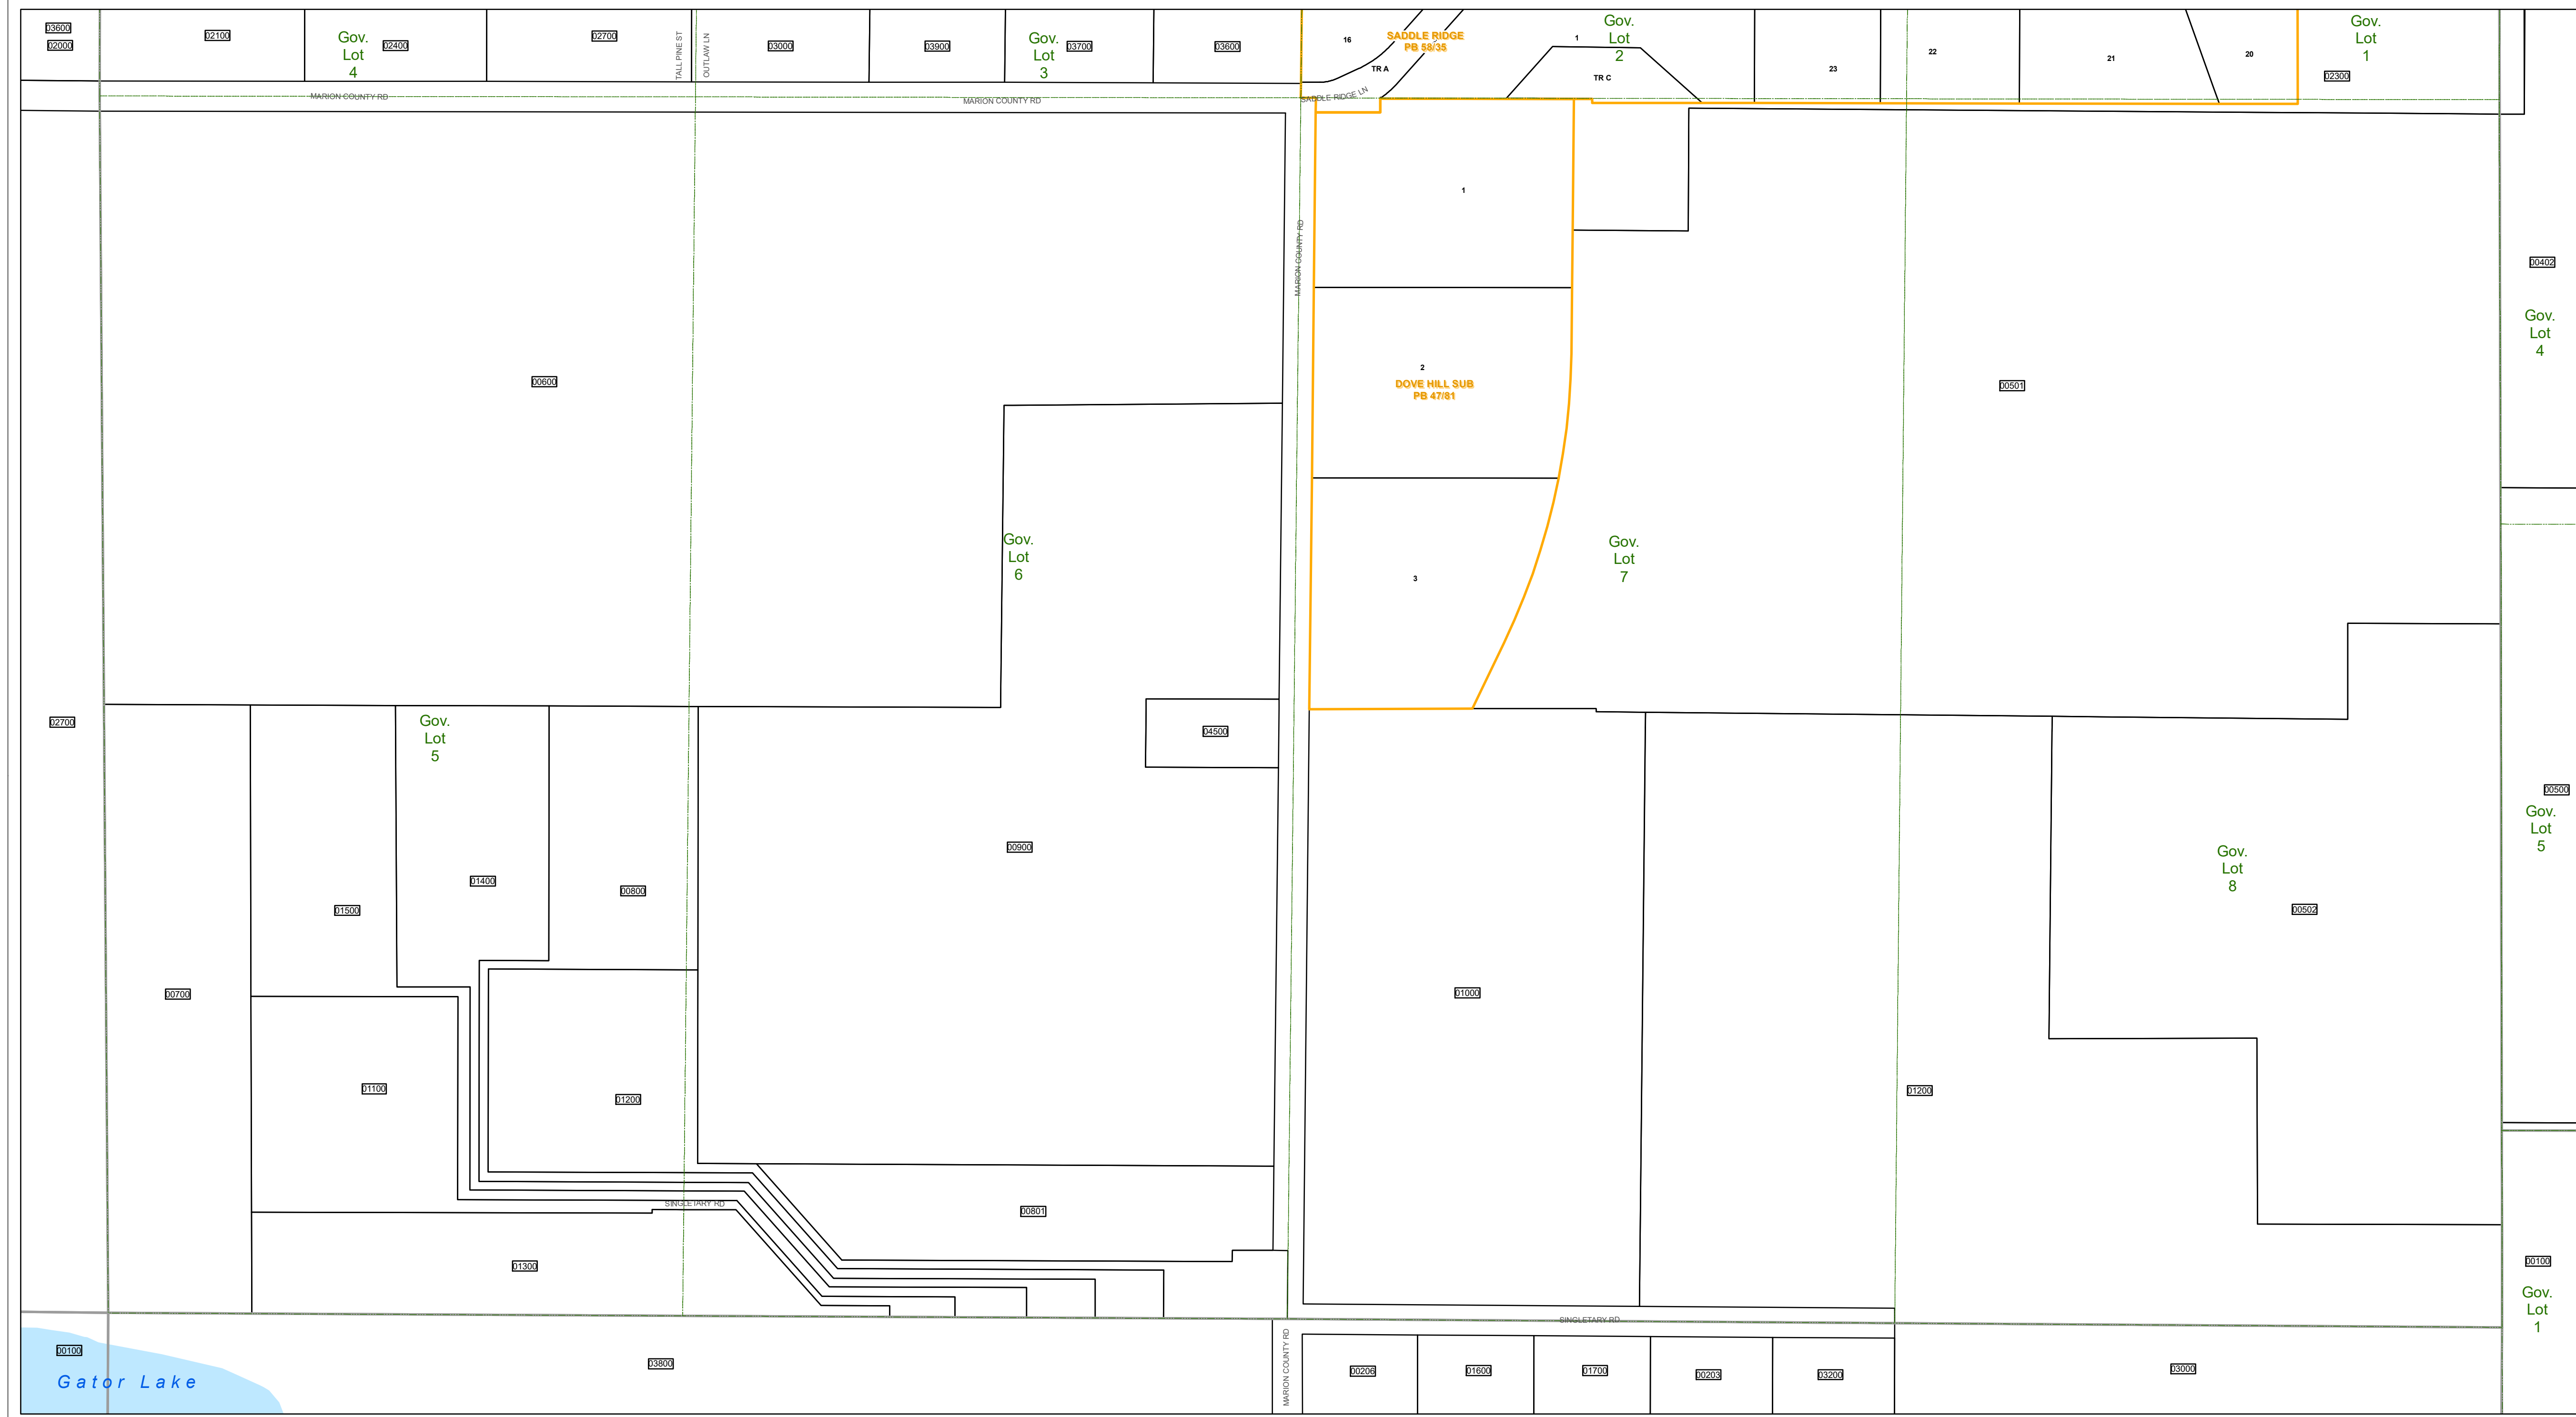 03600
02000
02100
Gov.
Lot
4
02400
02700
TALL PINE ST
OUTLAW LN
03000
03900
Gov.
Lot
3
03700
03600
16
SADDLE RIDGE
PB 58/35
TR A
1
Gov.
Lot
2
TR C
23
22
21
20
Gov.
Lot
1
02300
MARION COUNTY RD
MARION COUNTY RD
SADDLE RIDGE LN
MARION COUNTY RD
1
00402
Gov.
Lot
4
00600
2
DOVE HILL SUB
PB 47/81
00501
Gov.
Lot
6
Gov.
Lot
7
3
02700
Gov.
Lot
5
04500
00500
Gov.
Lot
5
00900
Gov.
Lot
8
01400
00800
01500
00502
00700
01000
01100
01200
01200
SINGLETARY RD
00801
01300
00100
Gov.
Lot
1
SINGLETARY RD
00100
Gator Lake
03800
MARION COUNTY RD
00206
01600
01700
00203
03200
03000